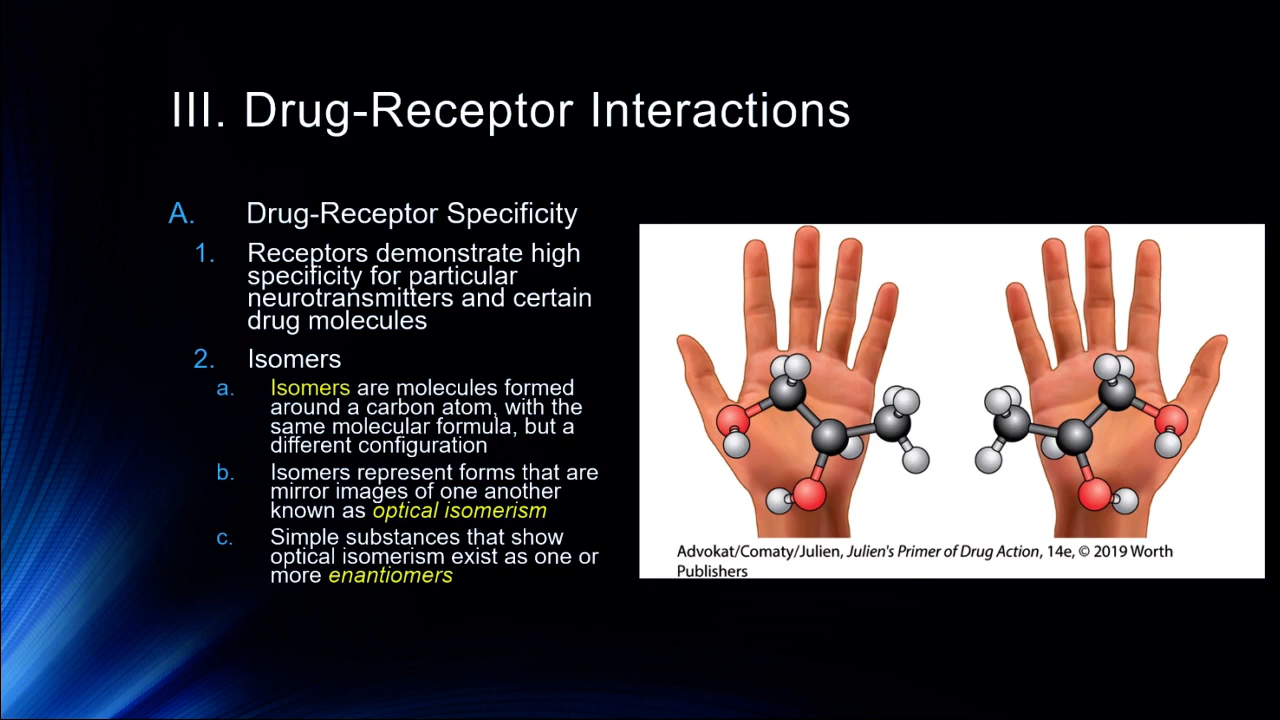 III. Drug-Receptor Interactions
A. Drug-Receptor Specificity
1. Receptors demonstrate high
specificity for particular
neurotransmitters and certain
drug molecules
2. Isomers
a. Isomers are molecules formed
around a carbon atom, with the
same molecular formula, but a
different configuration
b. Isomers represent forms that are
mirror images of one another
known as optical isomerism
c. Simple substances that show
optical isomerism exist as one or
more enantiomers
Advokat/Comaty/Julien, Julien's Primer of Drug Action, 14e, © 2019 Worth
Publishers